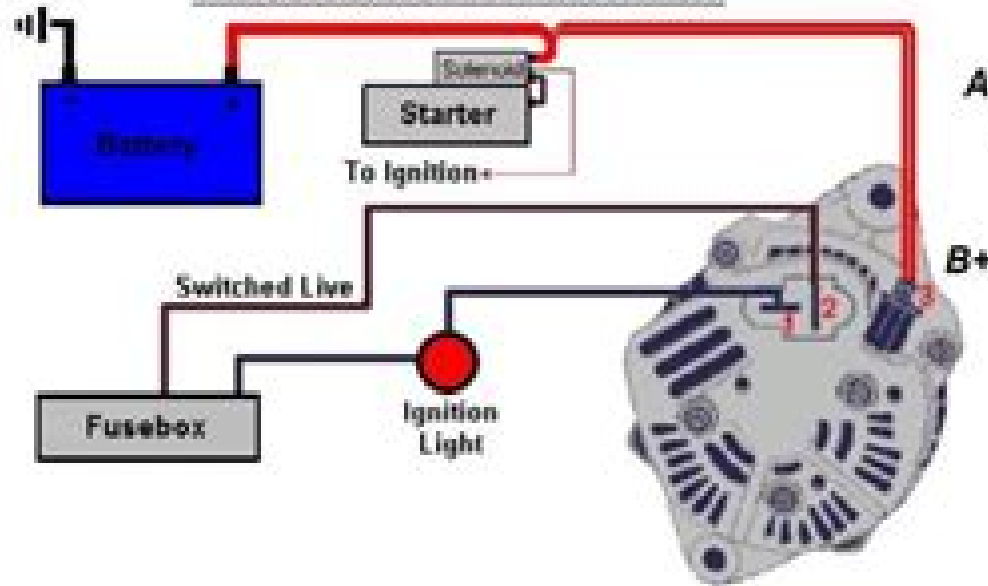 Solenoid
A
Battery
Starter
To Ignition
B+
Switched Live
3
1 2
Fusebox
Ignition
Light